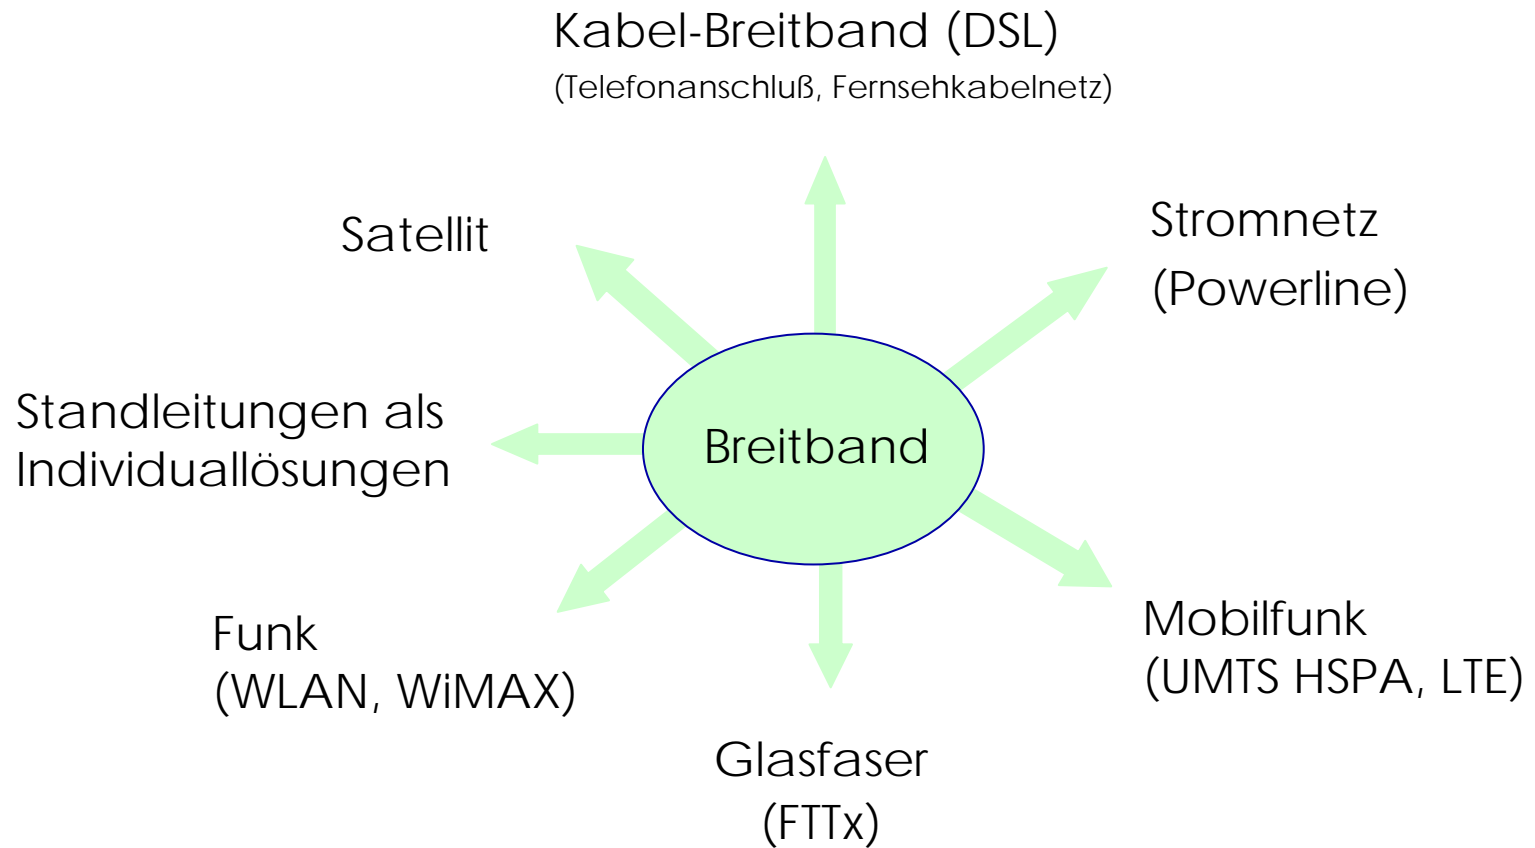 Kabel-Breitband (DSL)
(Telefonanschluß, Fernsehkabelnetz)
Satellit
Stromnetz
(Powerline)
Standleitungen als
Individuallösungen
Breitband
Funk
(WLAN, WiMAX)
Mobilfunk
(UMTS HSPA, LTE)
Glasfaser
(FTTx)